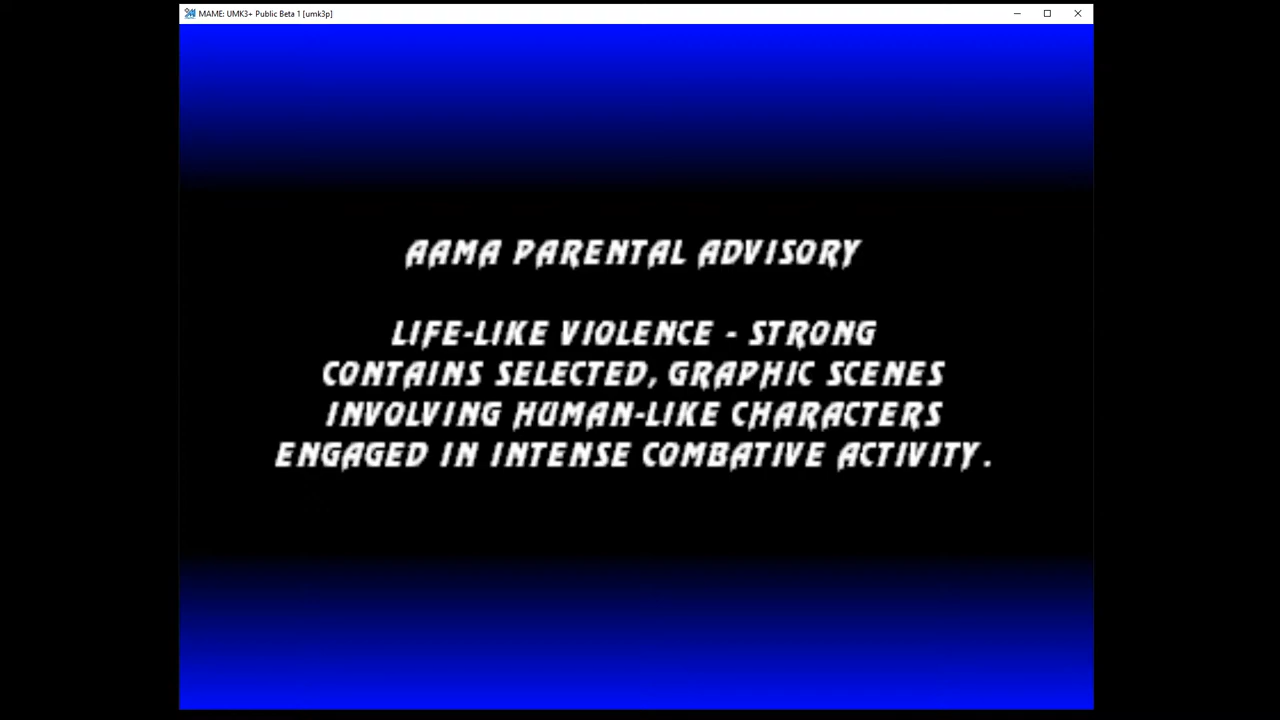 MAME: UMK3+ Public Beta 1 [umk3p]
AAMA PARENTAL ADVISORY
LIFE-LIKE VIOLENCE - STRONG
CONTAINS SELECTED, GRAPHIC SCENES
INVOLVING HUMAN-LIKE CHARACTERS
ENGAGED IN INTENSE COMBATIVE ACTIVITY.